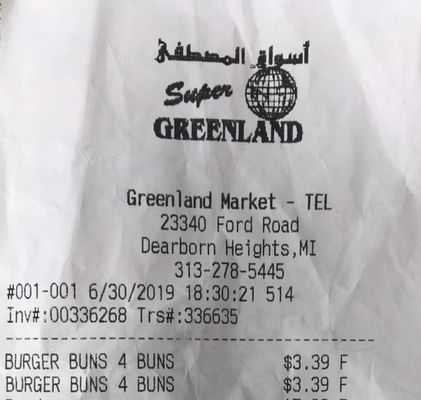 أسواق المصطفى
Super
GREENLAND
Greenland Market - TEL
23340 Ford Road
Dearborn Heights,MI
313-278-5445
#001-001 6/30/2019 18:30:21 514
Inv#:00336268 Trs#:336635
--------------------------------------
BURGER BUNS 4 BUNS $3.39 F
BURGER BUNS 4 BUNS $3.39 F